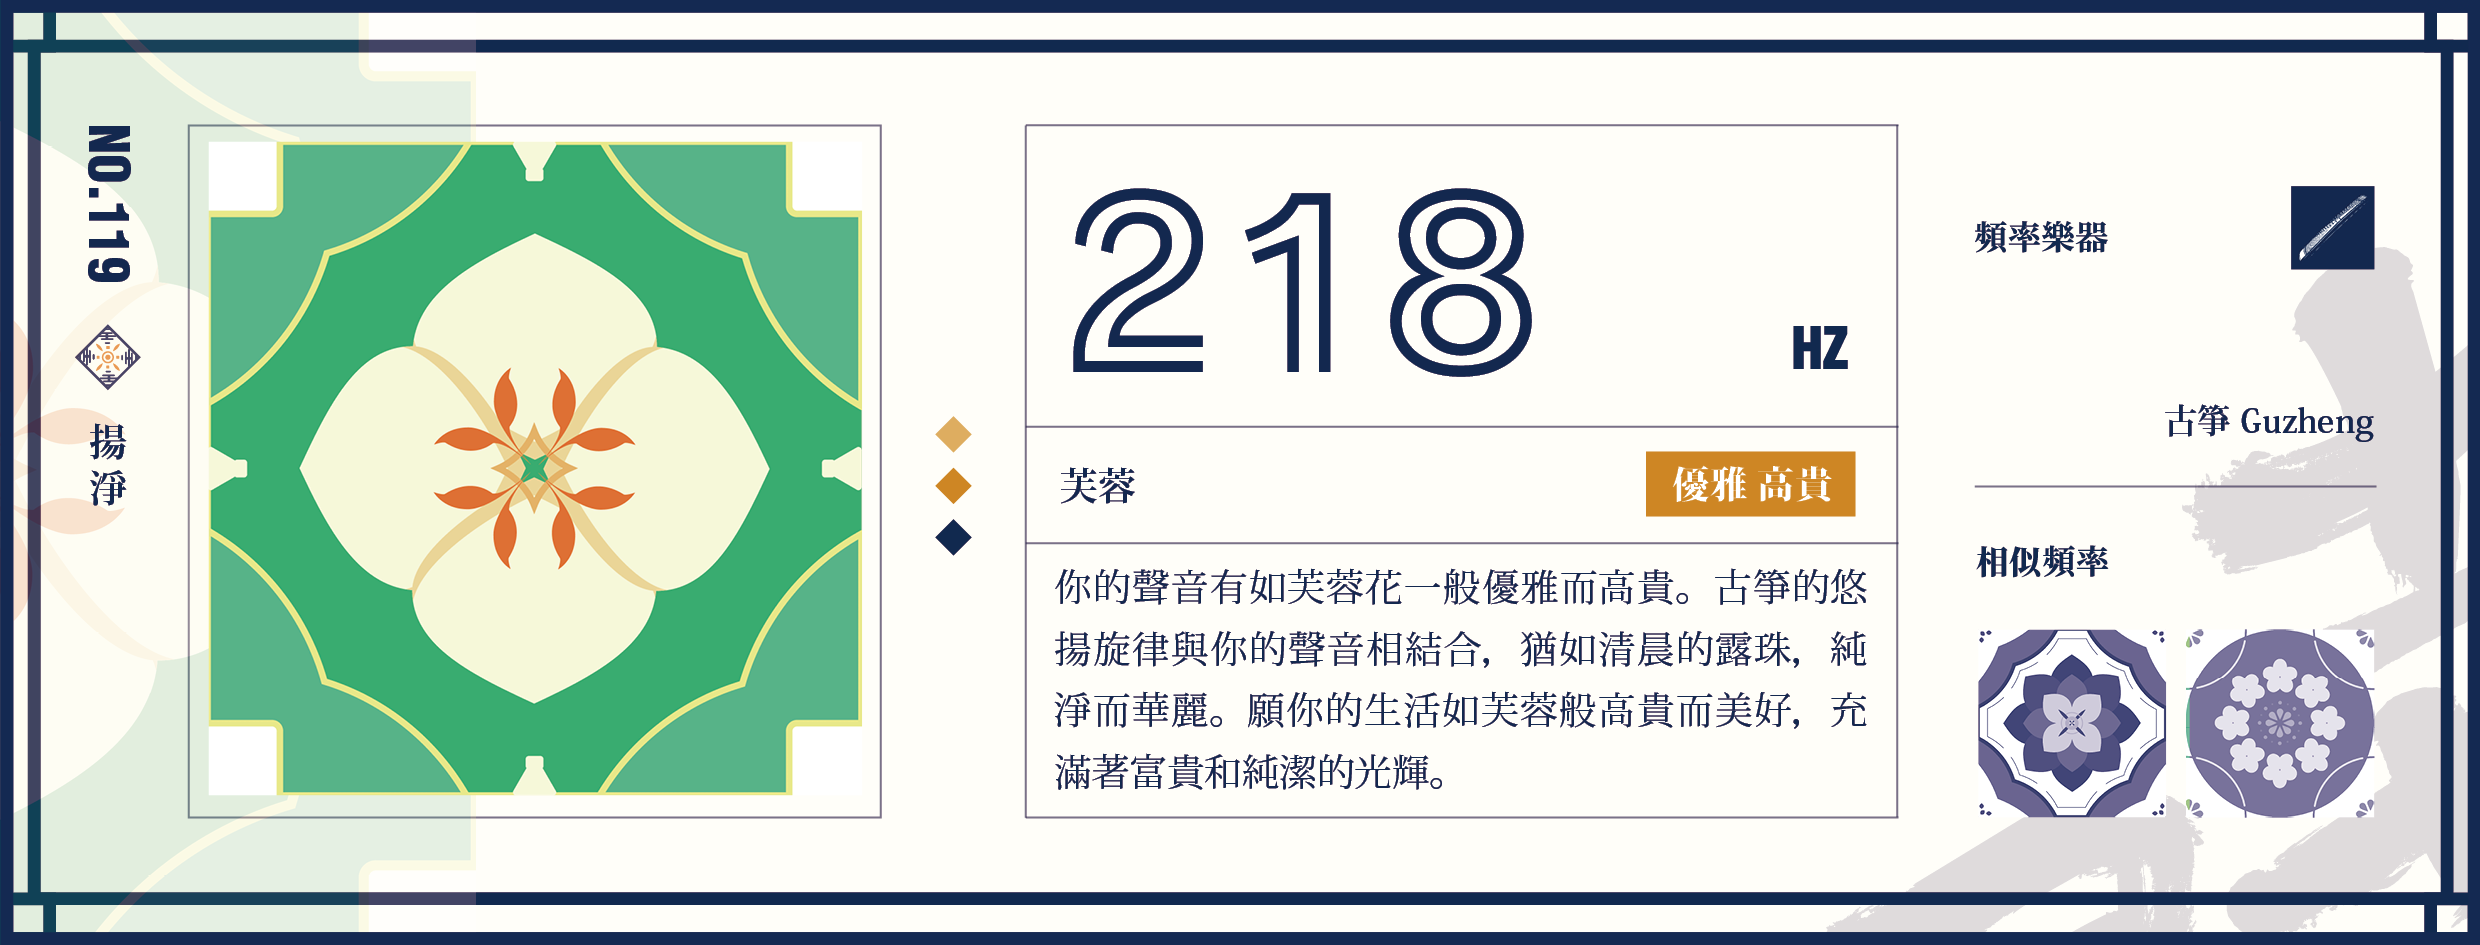 NO.119
揚淨
218
HZ
芙蓉
優雅 高貴
你的聲音有如芙蓉花一般優雅而高貴。古箏的悠
揚旋律與你的聲音相結合，猶如清晨的露珠，純
淨而華麗。願你的生活如芙蓉般高貴而美好，充
滿著富貴和純潔的光輝。
頻率樂器
古箏 Guzheng
相似頻率